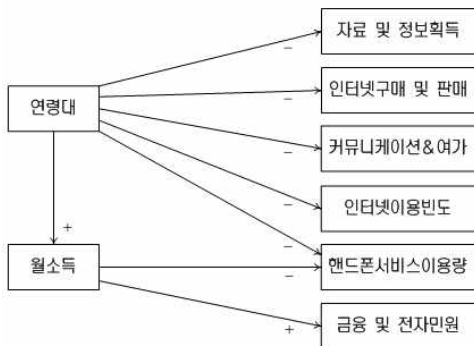 자료 및 정보획득
인터넷구매 및 판매
연령대
커뮤니케이션&여가
인터넷이용빈도
월소득
핸드폰서비스이용량
금융 및 전자민원
−
−
−
−
+
−
−
+